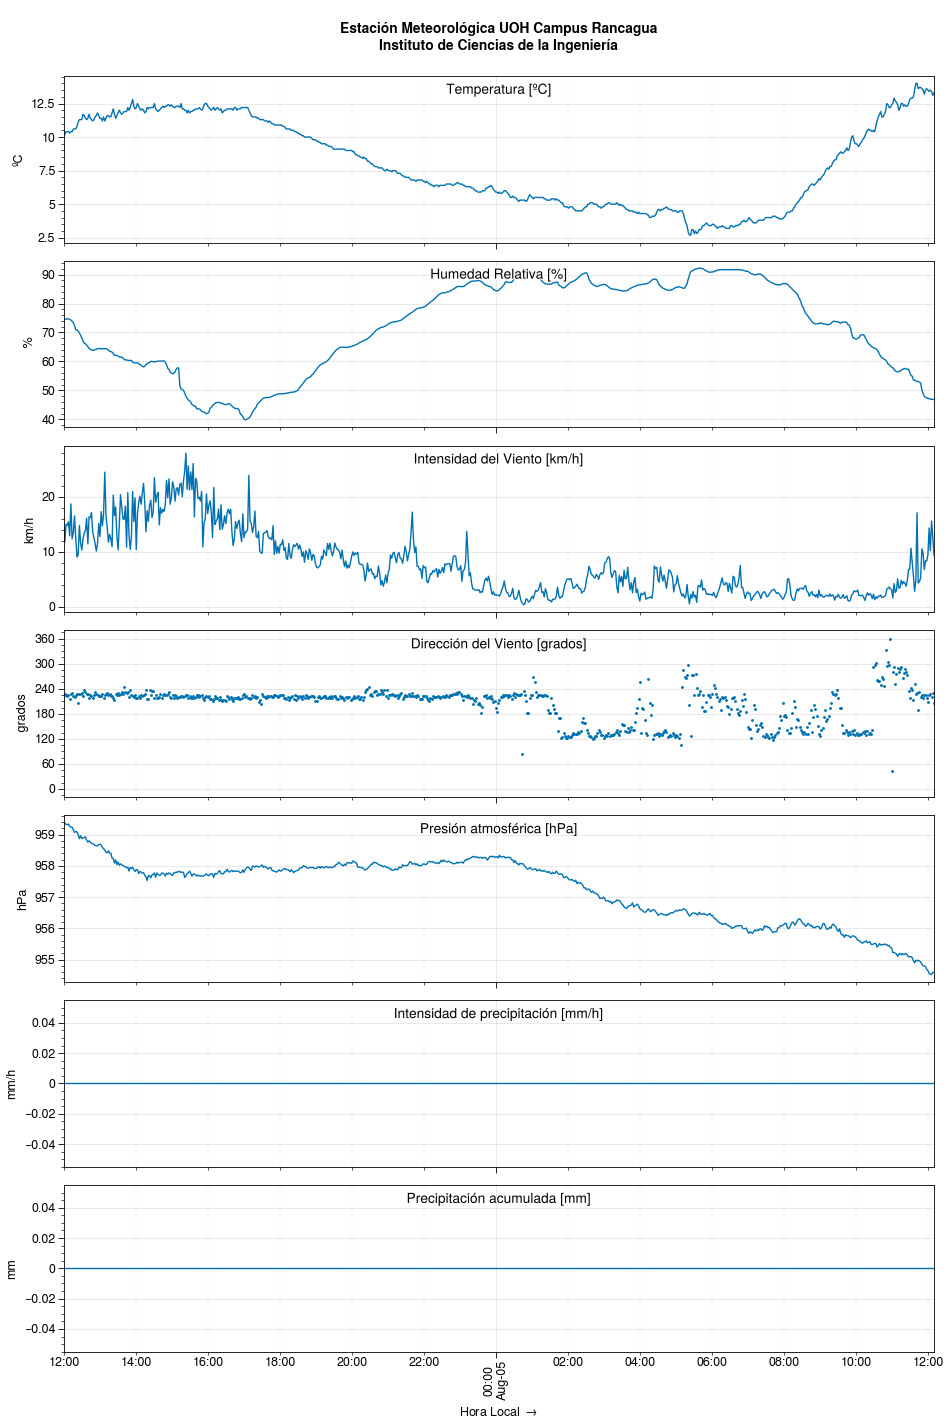 Estación Meteorológica UOH Campus Rancagua
Instituto de Ciencias de la Ingeniería
Temperatura [ºC]
12.5
10
7.5
5
2.5
ºC
Humedad Relativa [%]
90
80
70
60
50
40
%
Intensidad del Viento [km/h]
20
10
0
km/h
Dirección del Viento [grados]
360
300
240
180
120
60
0
grados
Presión atmosférica [hPa]
959
958
957
956
955
hPa
Intensidad de precipitación [mm/h]
0.04
0.02
0
−0.02
−0.04
mm/h
Precipitación acumulada [mm]
0.04
0.02
0
−0.02
−0.04
mm
12:00 14:00 16:00 18:00 20:00 22:00 00:00 02:00 04:00 06:00 08:00 10:00 12:00
Aug-05
Hora Local →